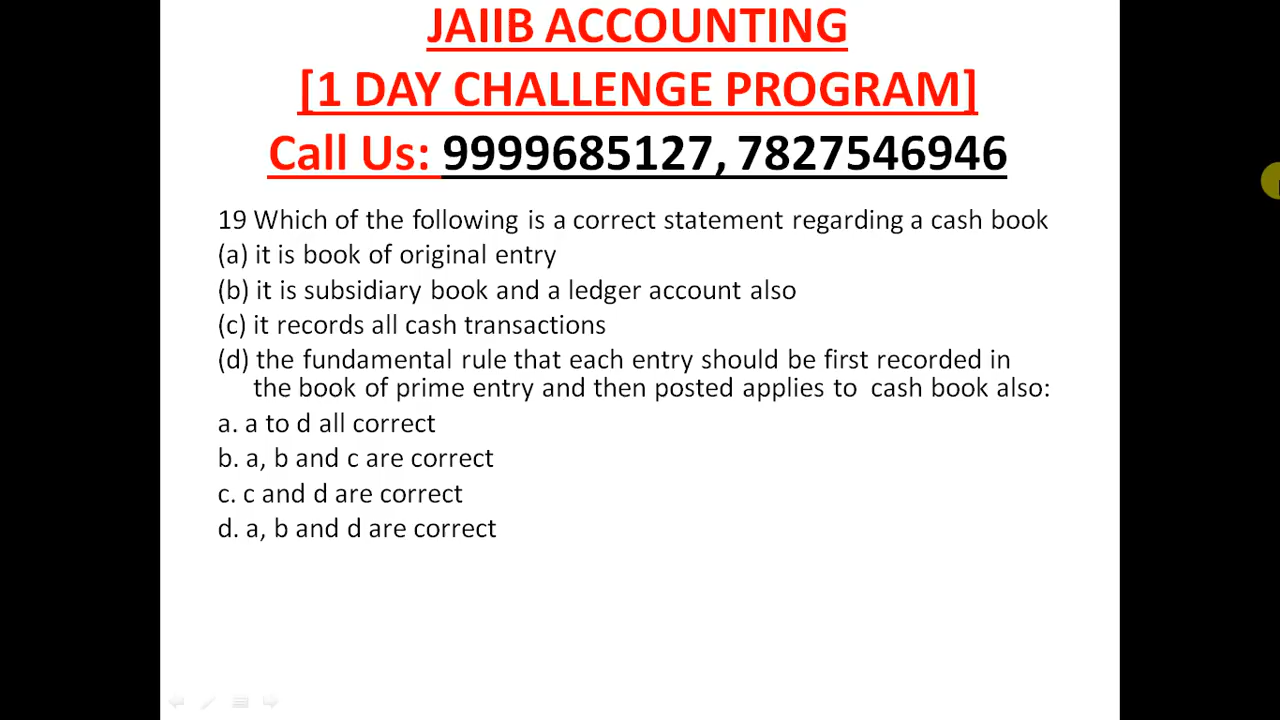 JAIIB ACCOUNTING
[1 DAY CHALLENGE PROGRAM]
Call Us: 9999685127, 7827546946
19 Which of the following is a correct statement regarding a cash book
(a) it is book of original entry
(b) it is subsidiary book and a ledger account also
(c) it records all cash transactions
(d) the fundamental rule that each entry should be first recorded in
the book of prime entry and then posted applies to cash book also:
a. a to d all correct
b. a, b and c are correct
c. c and d are correct
d. a, b and d are correct